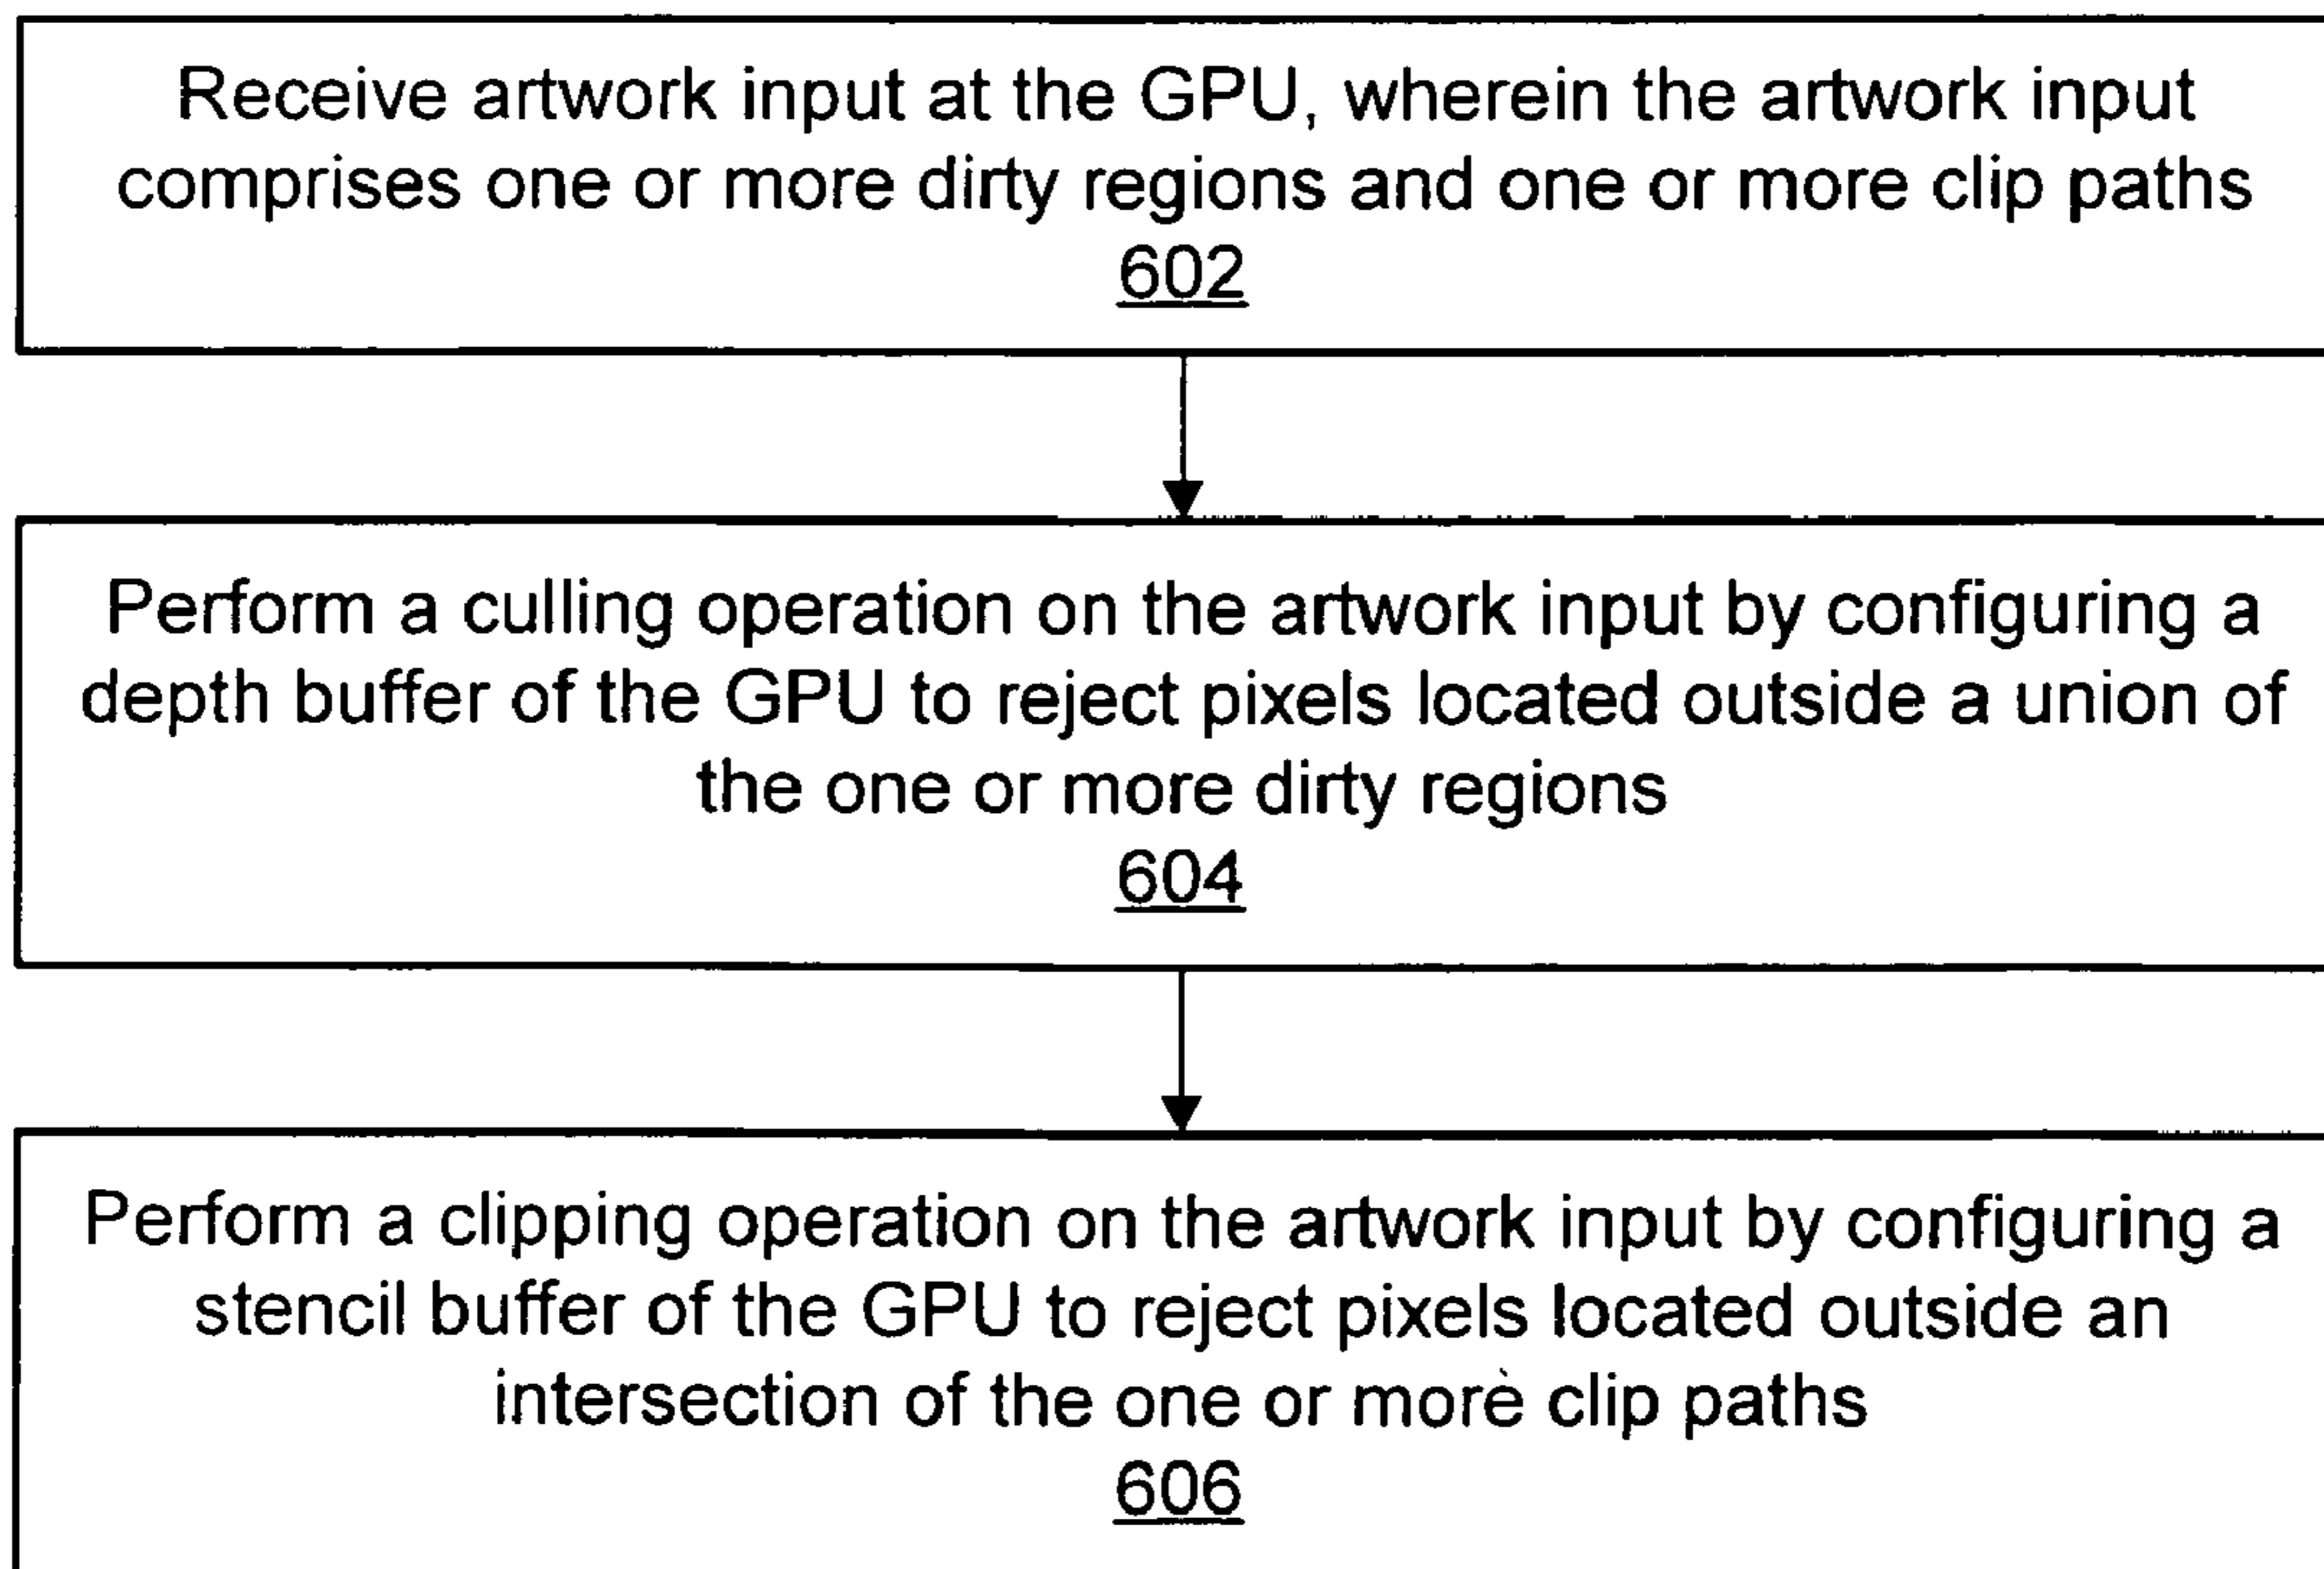 Receive artwork input at the GPU, wherein the artwork input
comprises one or more dirty regions and one or more clip paths
602
Perform a culling operation on the artwork input by configuring a
depth buffer of the GPU to reject pixels located outside a union of
the one or more dirty regions
604
Perform a clipping operation on the artwork input by configuring a
stencil buffer of the GPU to reject pixels located outside an
intersection of the one or more clip paths
606